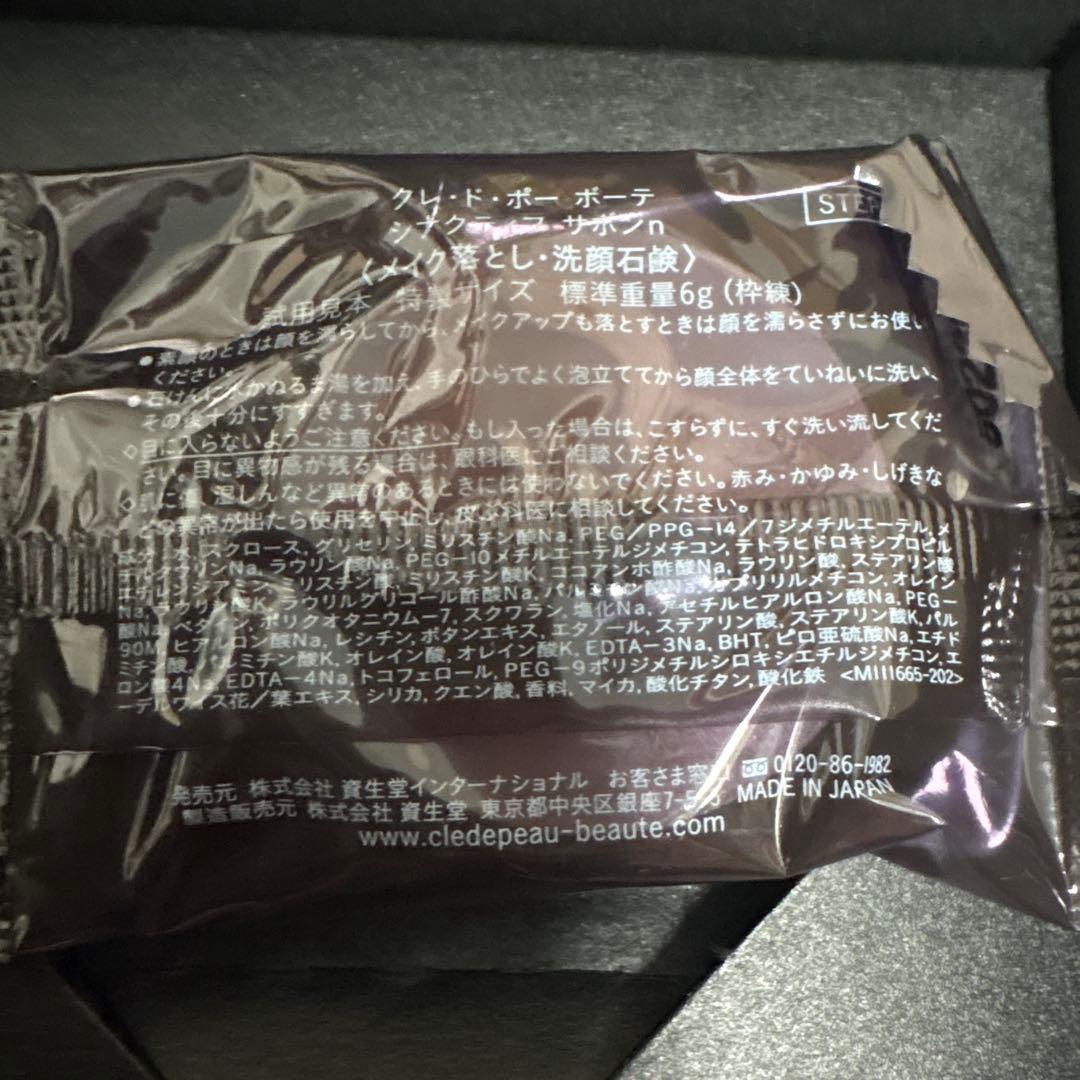 クレ・ド・ポー ボーテ
シナクティフ サボンn
STEP
〈メイク落とし・洗顔石鹸〉
試用見本 特製サイズ 標準重量6g(枠練)
●素顔のときは顔を濡らしてから、メイクアップも落とすときは顔を濡らさずにお使い
ください。
●石けんに水かぬるま湯を加え、手のひらでよく泡立ててから顔全体をていねいに洗い、
その後十分にすすぎます。
◇目に入らないようご注意ください。もし入った場合は、こすらずに、すぐ洗い流してくだ
さい。目に異物感が残る場合は、眼科医にご相談ください。
しんなど異常のあるときには使わないでください。赤み・かゆみ・しげきな
どの異常が出たら使用を中止し、皮ふ科医に相談してください。
水, スクロース, グリセリン, ミリスチン酸Na, PEG/PPG-14/7ジメチルエーテル, メ
Na, ラウリン酸Na, PEG-10メチルエーテルジメチコン, テトラヒドロキシプロピル
エチレンジアミン, ミリスチン酸, ミリスチン酸K, ココアンホ酢酸Na, ラウリン酸, ステアリン酸
Na, ラウリン酸K, ラウリルグリコール酢酸Na, パルミチン酸Na, カプリリルメチコン, オレイン
酸Na, ベタイン, ポリクオタニウム-7, スクワラン, 塩化Na, アセチルヒアルロン酸Na, PEG-
90M, ヒアルロン酸Na, レシチン, ボタンエキス, エタノール, ステアリン酸, ステアリン酸K, パル
ミチン酸, パルミチン酸K, オレイン酸, オレイン酸K, EDTA-3Na, BHT, ピロ亜硫酸Na, エチド
ロン酸4Na, EDTA-4Na, トコフェロール, PEG-9ポリジメチルシロキシエチルジメチコン, エ
ーデルワイス花/葉エキス, シリカ, クエン酸, 香料, マイカ, 酸化チタン, 酸化鉄 <M111665-202>
発売元 株式会社 資生堂インターナショナル お客さま窓口 0120-86-1982
製造販売元 株式会社 資生堂 東京都中央区銀座7-5-5 MADE IN JAPAN
www.cledepeau-beaute.com